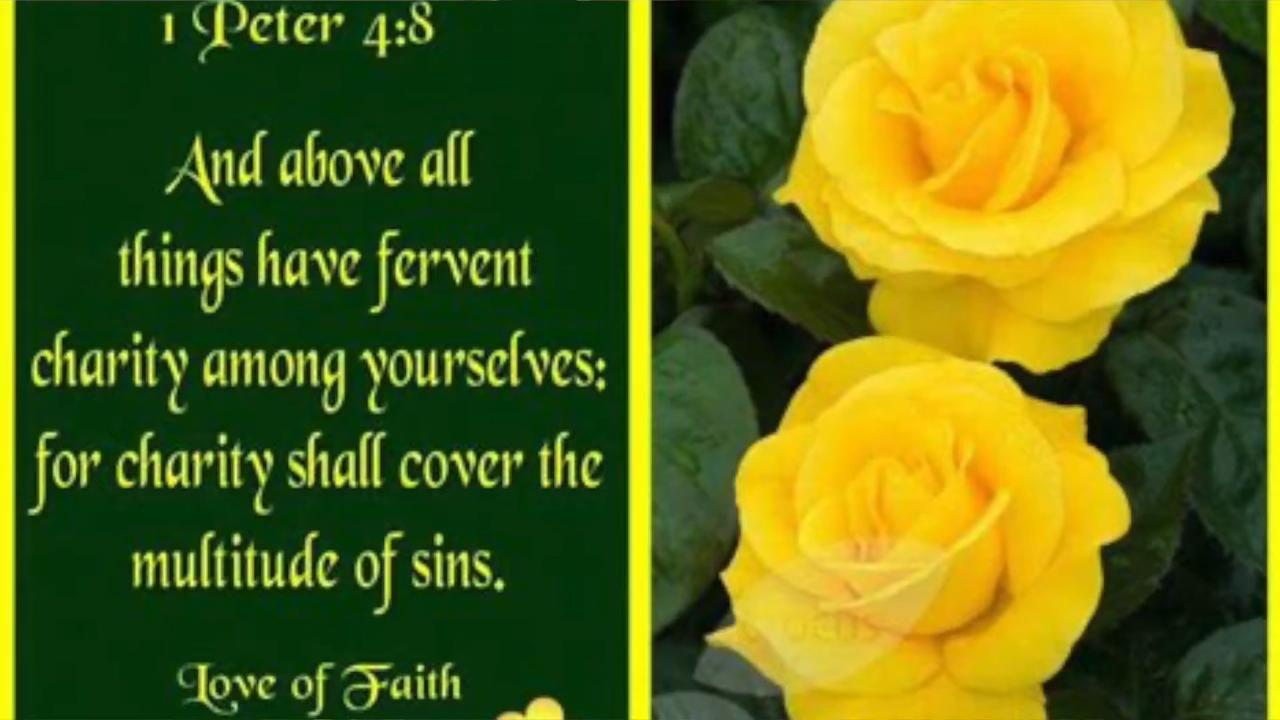 1 Peter 4:8
And above all
things have fervent
charity among yourselves:
for charity shall cover the
multitude of sins.
Love of Faith